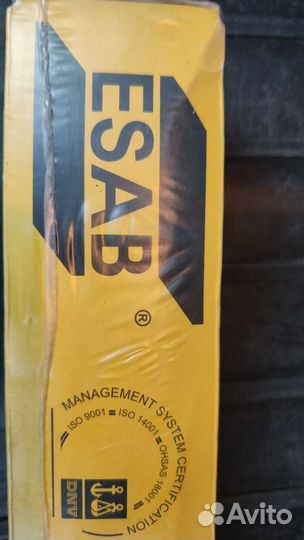 ESAB
®
MANAGEMENT SYSTEM CERTIFICATION
ISO 9001 = ISO 14001 = OHSAS 18001
DNV
Avito